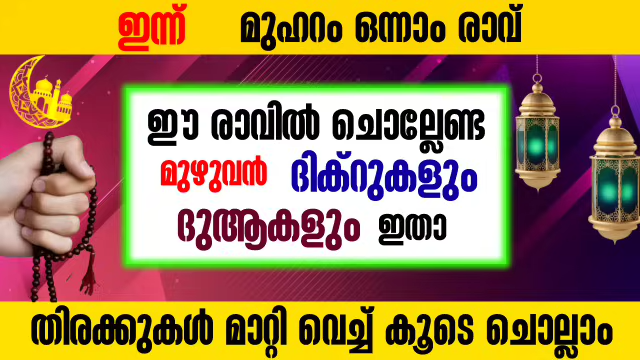 ഇന്ന് മുഹറം ഒന്നാം രാവ്
ഈ രാവിൽ ചൊല്ലേണ്ട
മുഴുവൻ ദിക്റുകളും
ദുആകളും ഇതാ
തിരക്കുകൾ മാറ്റി വെച്ച് കൂടെ ചൊല്ലാം